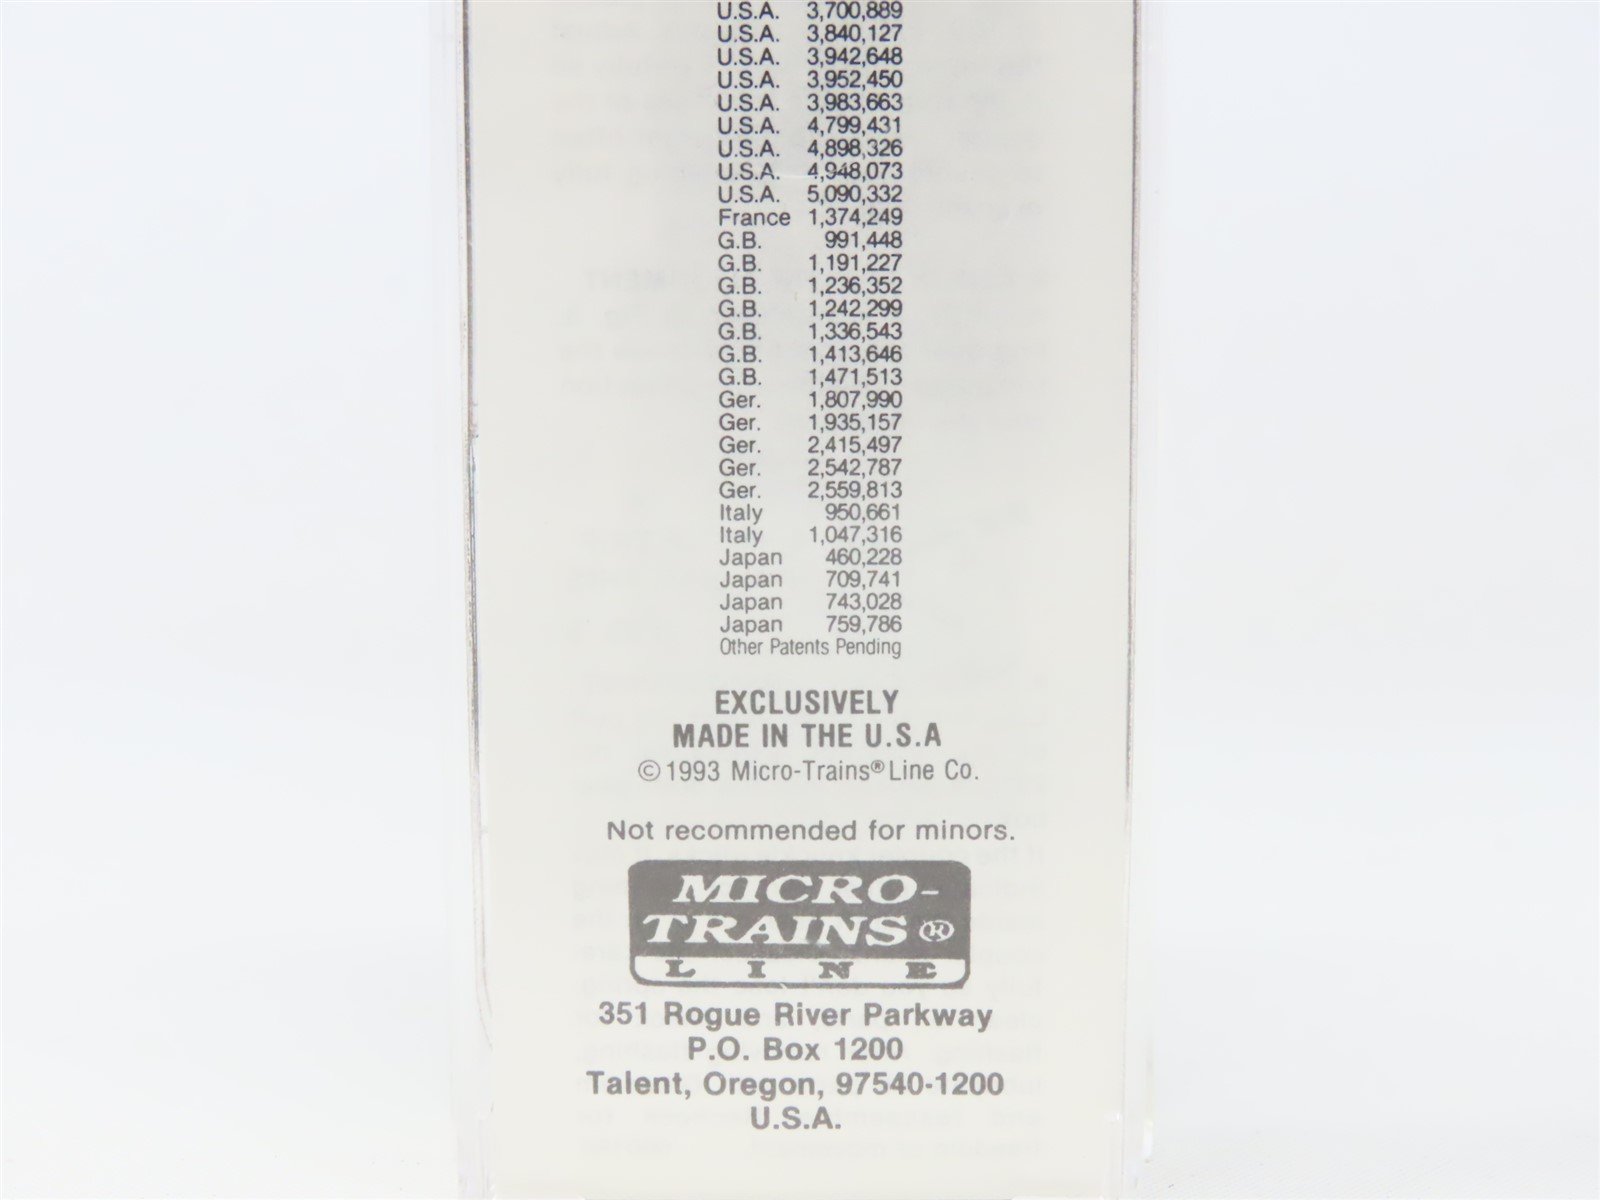 U.S.A. 3,700,889
U.S.A. 3,840,127
U.S.A. 3,942,648
U.S.A. 3,952,450
U.S.A. 3,983,663
U.S.A. 4,799,431
U.S.A. 4,898,326
U.S.A. 4,948,073
U.S.A. 5,090,332
France 1,374,249
G.B. 991,448
G.B. 1,191,227
G.B. 1,236,352
G.B. 1,242,299
G.B. 1,336,543
G.B. 1,413,646
G.B. 1,471,513
Ger. 1,807,990
Ger. 1,935,157
Ger. 2,415,497
Ger. 2,542,787
Ger. 2,559,813
Italy 950,661
Italy 1,047,316
Japan 460,228
Japan 709,741
Japan 743,028
Japan 759,786
Other Patents Pending
EXCLUSIVELY
MADE IN THE U.S.A
©1993 Micro-Trains® Line Co.
Not recommended for minors.
MICRO-
TRAINS®
LINE
351 Rogue River Parkway
P.O. Box 1200
Talent, Oregon, 97540-1200
U.S.A.